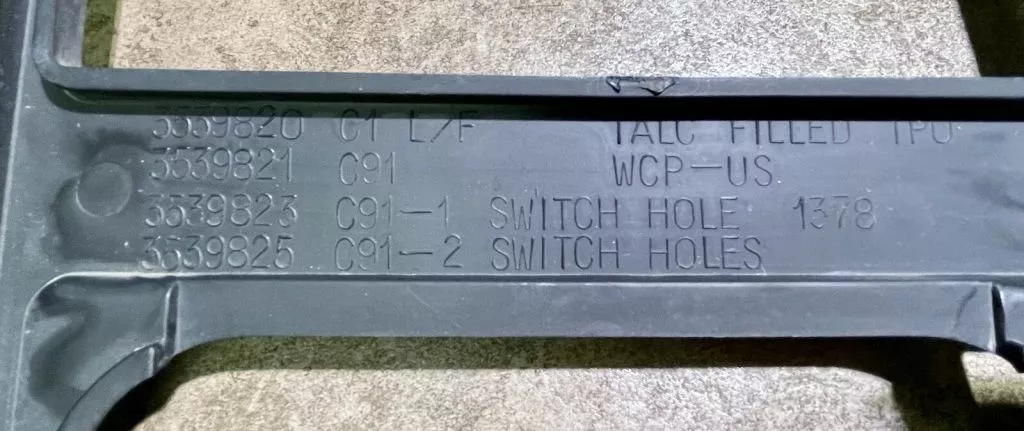 3539820 C1 L/F TALC FILLED TPO
3539821 C91 WCP-US
3539823 C91-1 SWITCH HOLE 1378
3539825 C91-2 SWITCH HOLES